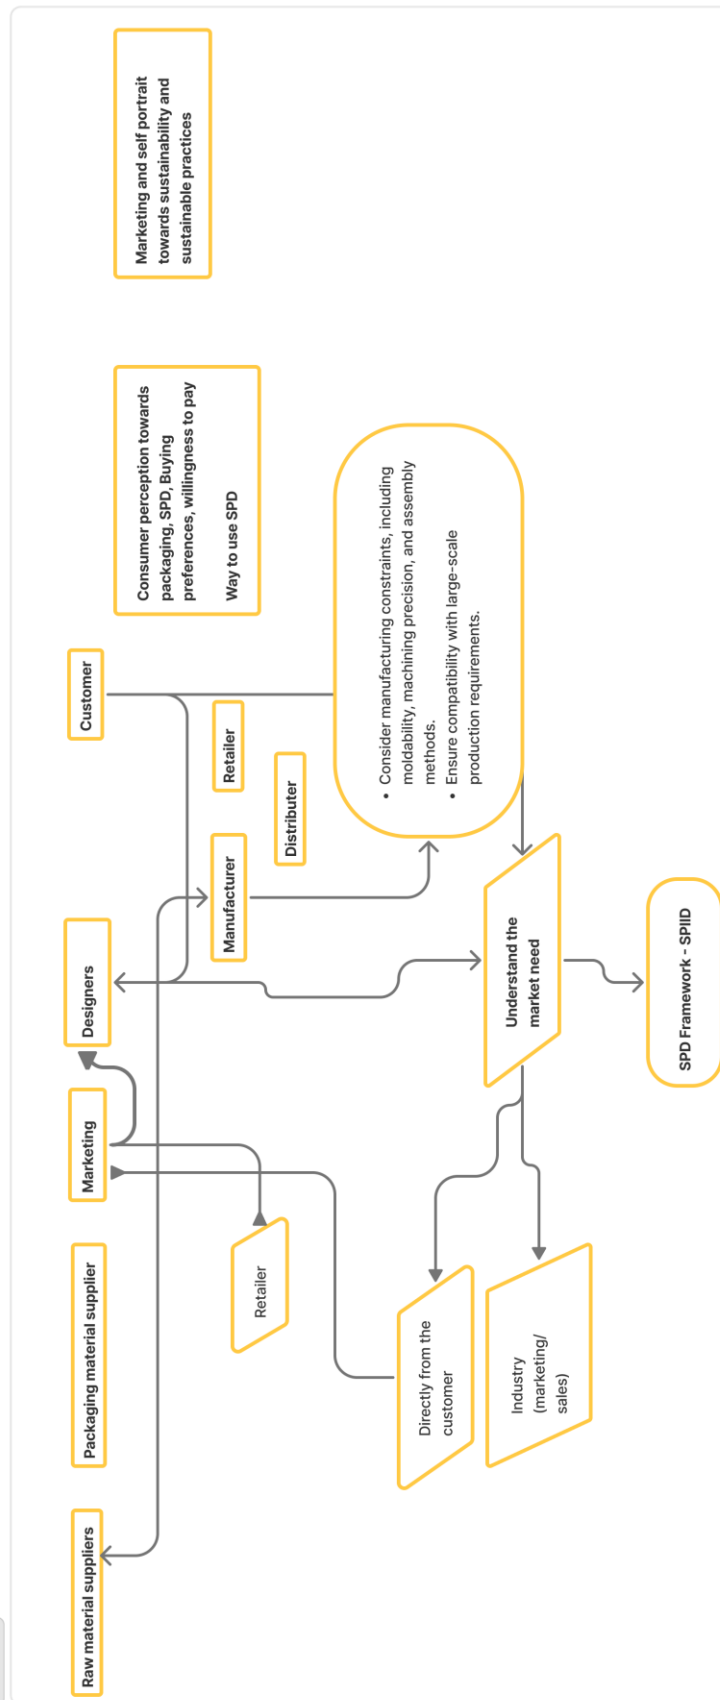 Raw material suppliers
Packaging material supplier
Marketing
Designers
Customer
Consumer perception towards
packaging, SPD, Buying
preferences, willingness to pay
Way to use SPD
Marketing and self portrait
towards sustainability and
sustainable practices
Manufacturer
Retailer
Distributer
Retailer
• Consider manufacturing constraints, including
moldability, machining precision, and assembly
methods.
• Ensure compatibility with large-scale
production requirements.
Directly from the
customer
Understand the
market need
Industry
(marketing/
sales)
SPD Framework - SPIID